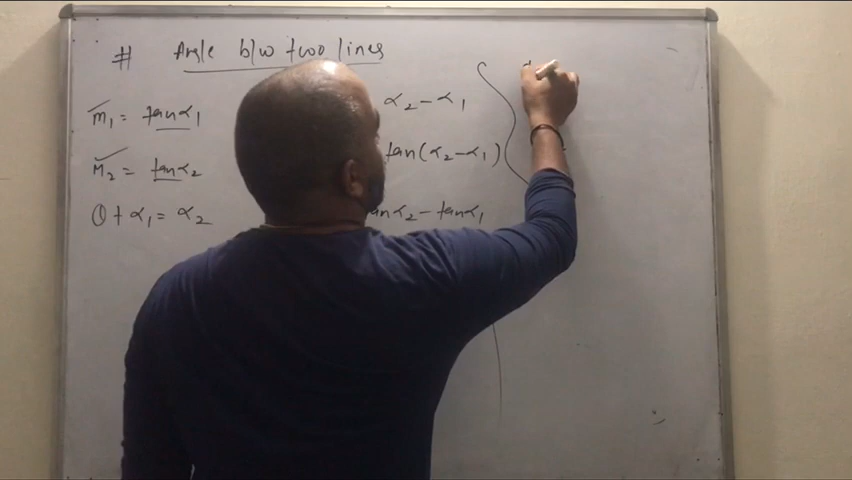 # Angle b/w two lines
m₁ = tanα₁
m₂ = tanα₂
θ + α₁ = α₂
α₂ - α₁
tan(α₂ - α₁)
tanα₂ - tanα₁